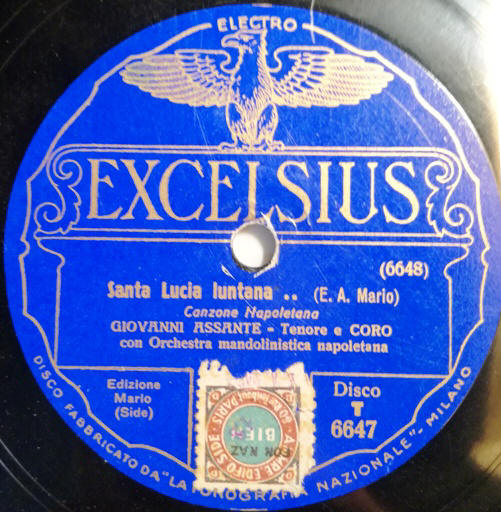 ELECTRO
EXCELSIUS
(6648)
Santa Lucia luntana .. (E. A. Mario)
Canzone Napoletana
GIOVANNI ASSANTE - Tenore e CORO
con Orchestra mandolinistica napoletana
Edizione
Mario
(Side)
Disco
T
6647
BIEM
DISCO FABBRICATO DA "LA FONOGRAFIA NAZIONALE"- MILANO